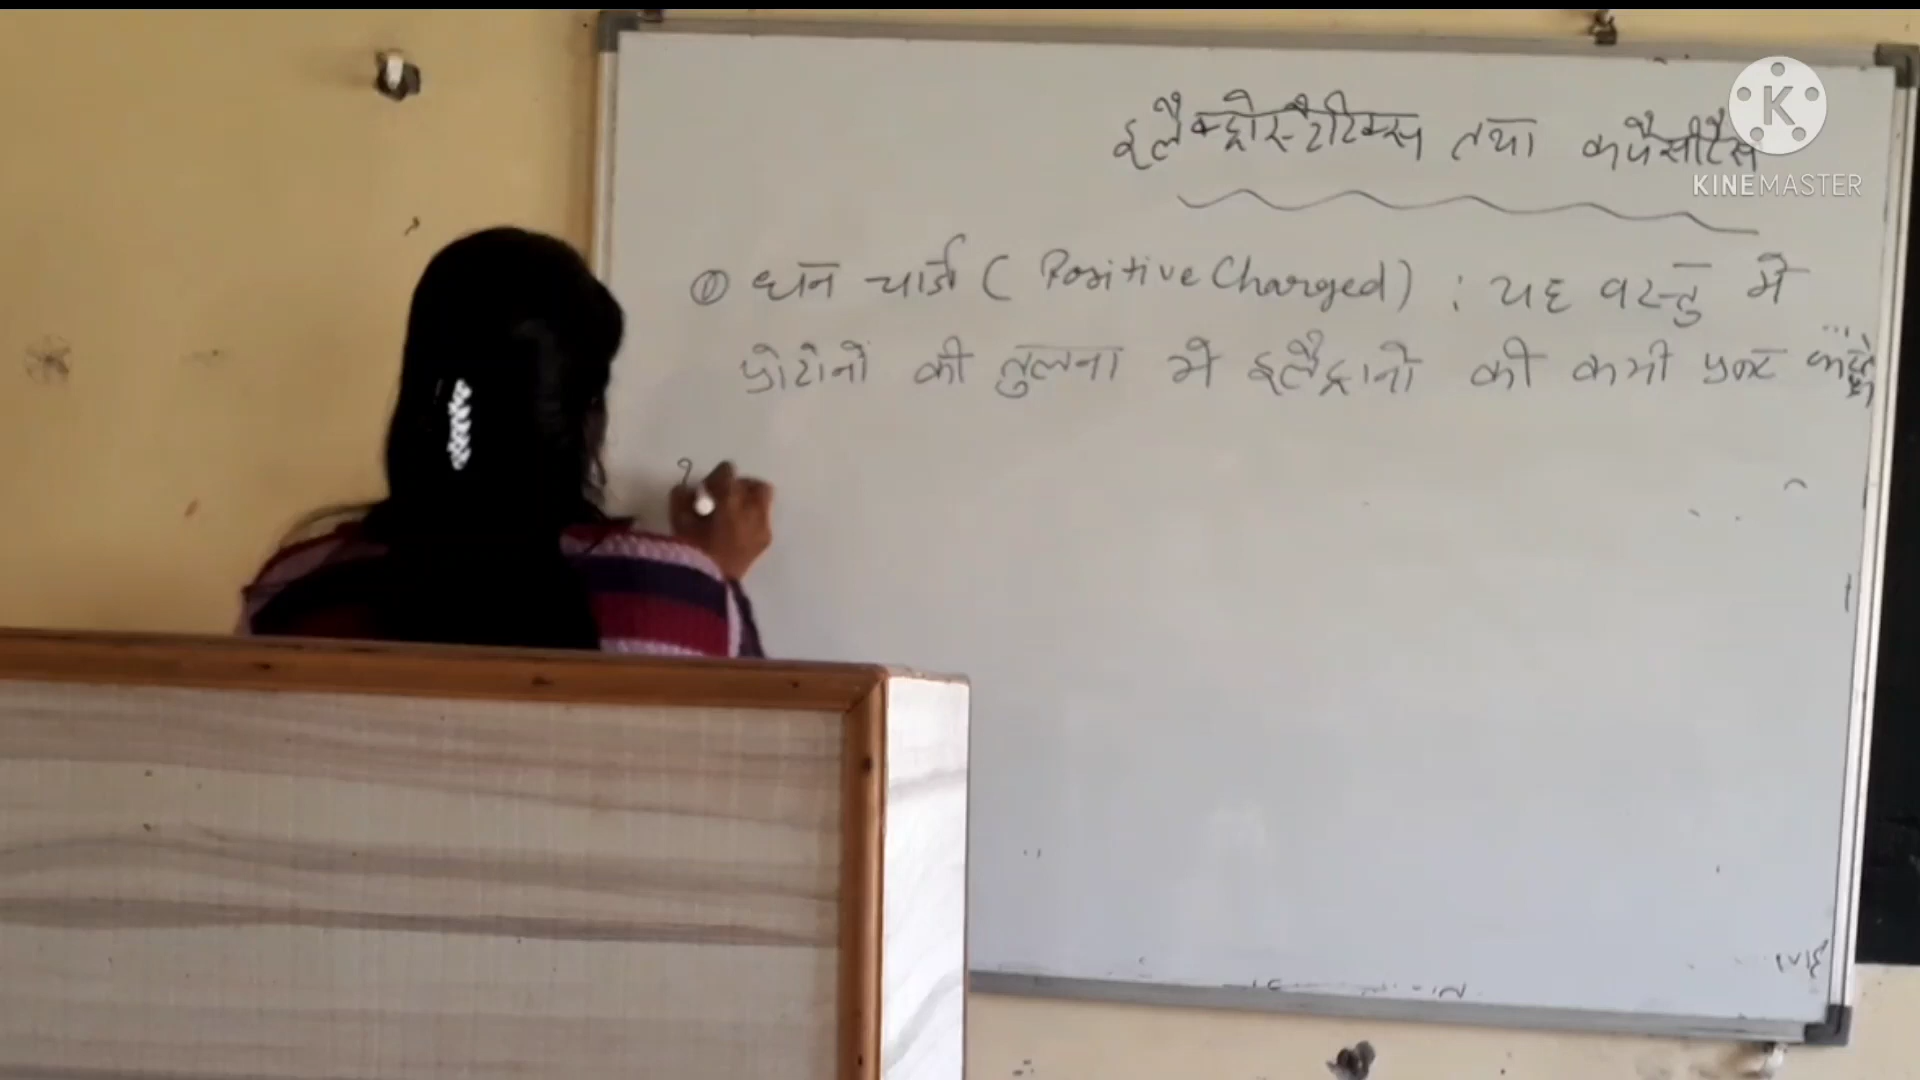 इलैक्ट्रोस्टैटिक्स तथा कपैसीटैंस
KINEMASTER
① धन चार्ज ( Positive Charged ) : यह वस्तु में
प्रोटोनों की तुलना में इलैक्ट्रानों की कमी प्रकट करते है।